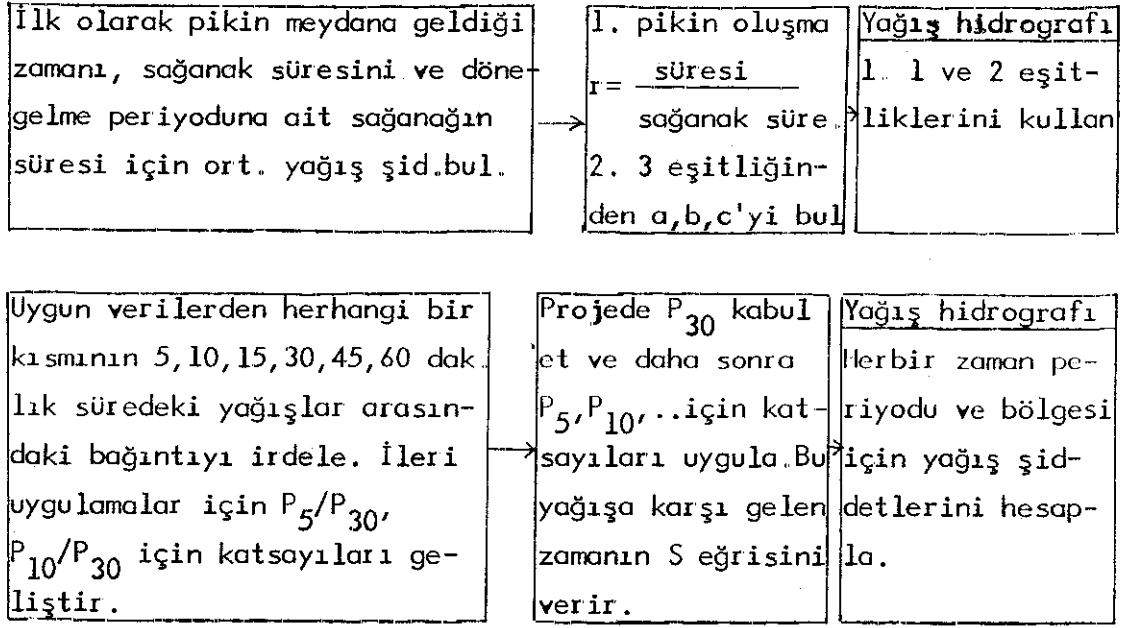 İlk olarak pikin meydana geldiği
zamanı, sağanak süresini ve döne-
gelme periyoduna ait sağanağın
süresi için ort. yağış şid.bul.
1. pikin oluşma
r= süresi
sağanak süre.
2. 3 eşitliğin-
den a,b,c'yi bul
Yağış hidrografı
1. 1 ve 2 eşit-
liklerini kullan
Uygun verilerden herhangi bir
kısmının 5,10,15,30,45,60 dak.
lık süredeki yağışlar arasın-
daki bağıntıyı irdele. İleri
uygulamalar için P5/P30,
P10/P30 için katsayıları ge-
liştir.
Projede P30 kabul
et ve daha sonra
P5,P10,..için kat-
sayıları uygula.Bu
yağışa karşı gelen
zamanın S eğrisini
verir.
Yağış hidrografı
Herbir zaman pe-
riyodu ve bölgesi
için yağış şid-
detlerini hesap-
la.